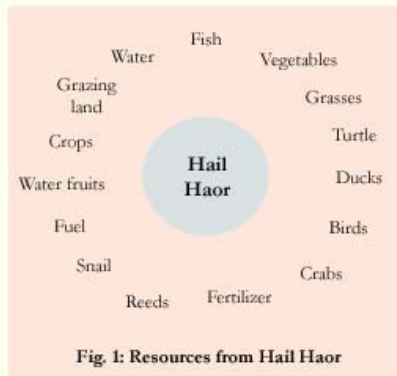 Fish
Water
Vegetables
Grazing
land
Grasses
Crops
Turtle
Hail
Haor
Water fruits
Ducks
Fuel
Birds
Snail
Crabs
Reeds
Fertilizer
Fig. 1: Resources from Hail Haor